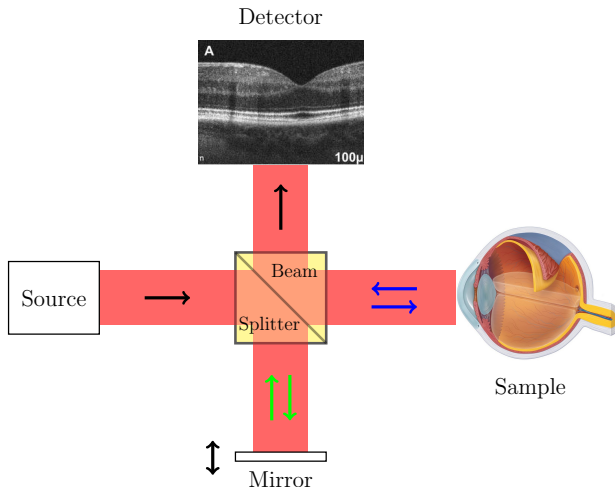 Detector
A
n
100µ
Beam
Source
Splitter
Sample
Mirror